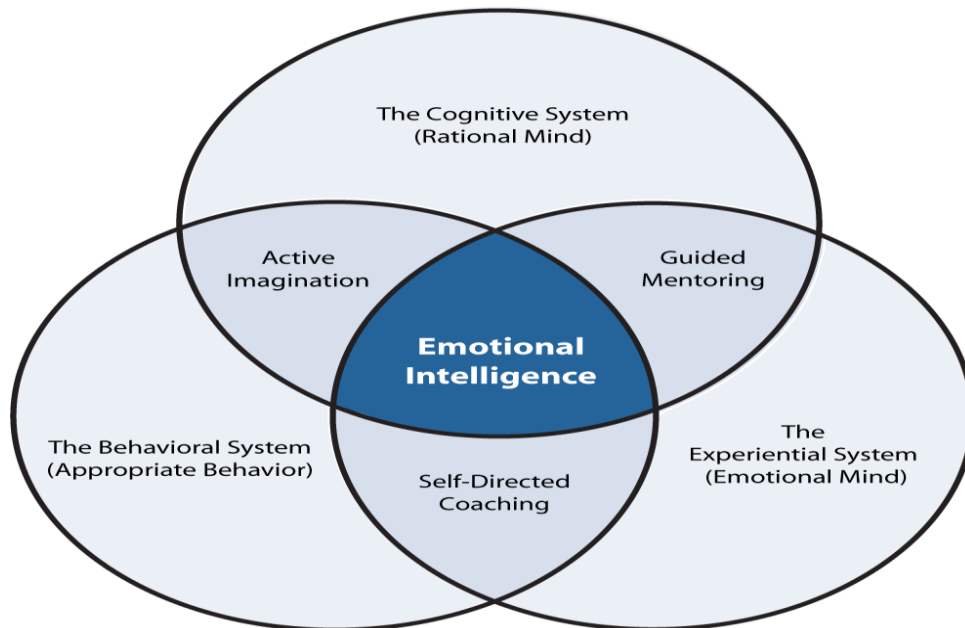 The Cognitive System
(Rational Mind)
Active
Imagination
Guided
Mentoring
Emotional
Intelligence
The Behavioral System
(Appropriate Behavior)
The
Experiential System
(Emotional Mind)
Self-Directed
Coaching